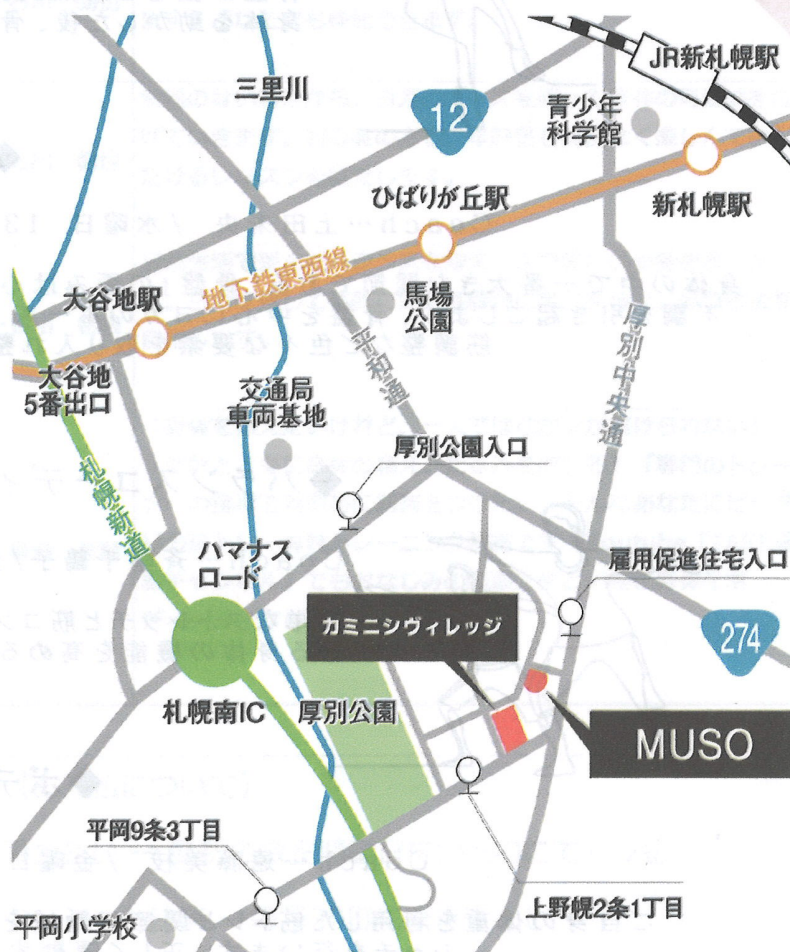 JR新札幌駅
三里川
12
青少年
科学館
ひばりが丘駅
新札幌駅
地下鉄東西線
大谷地駅
馬場
公園
厚別中央通
平和通
大谷地
5番出口
交通局
車両基地
厚別公園入口
札幌新道
ハマナス
ロード
雇用促進住宅入口
カミニシヴィレッジ
274
札幌南IC
厚別公園
MUSO
平岡9条3丁目
上野幌2条1丁目
平岡小学校